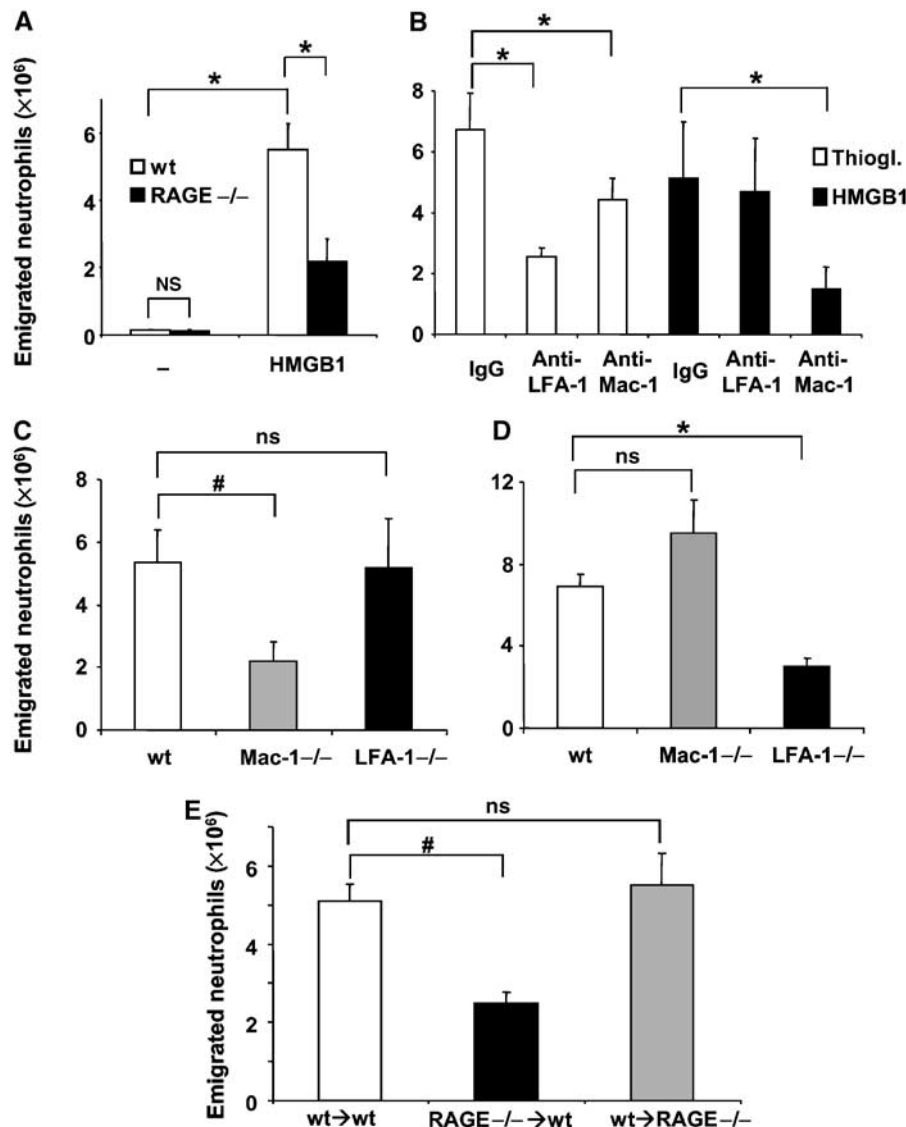 A
Emigrated neutrophils (×10⁶)
6
4
2
0
*
*
wt
RAGE –/–
NS
–
HMGB1
B
8
6
4
2
0
*
*
*
Thiogl.
HMGB1
IgG
Anti-
LFA-1
Anti-
Mac-1
IgG
Anti-
LFA-1
Anti-
Mac-1
C
Emigrated neutrophils (×10⁶)
8
6
4
2
0
ns
#
wt
Mac-1–/–
LFA-1–/–
D
12
9
6
3
0
*
ns
wt
Mac-1–/–
LFA-1–/–
E
Emigrated neutrophils (×10⁶)
6
4
2
0
ns
#
wt→wt
RAGE–/–→wt
wt→RAGE–/–